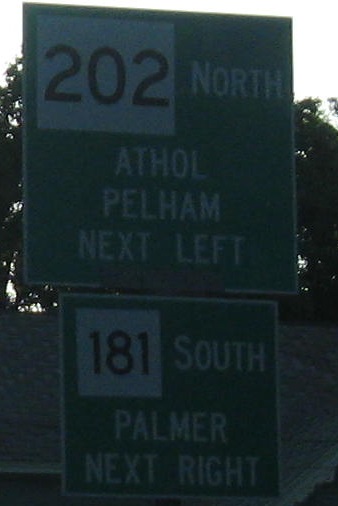 202 NORTH
ATHOL
PELHAM
NEXT LEFT
181 SOUTH
PALMER
NEXT RIGHT